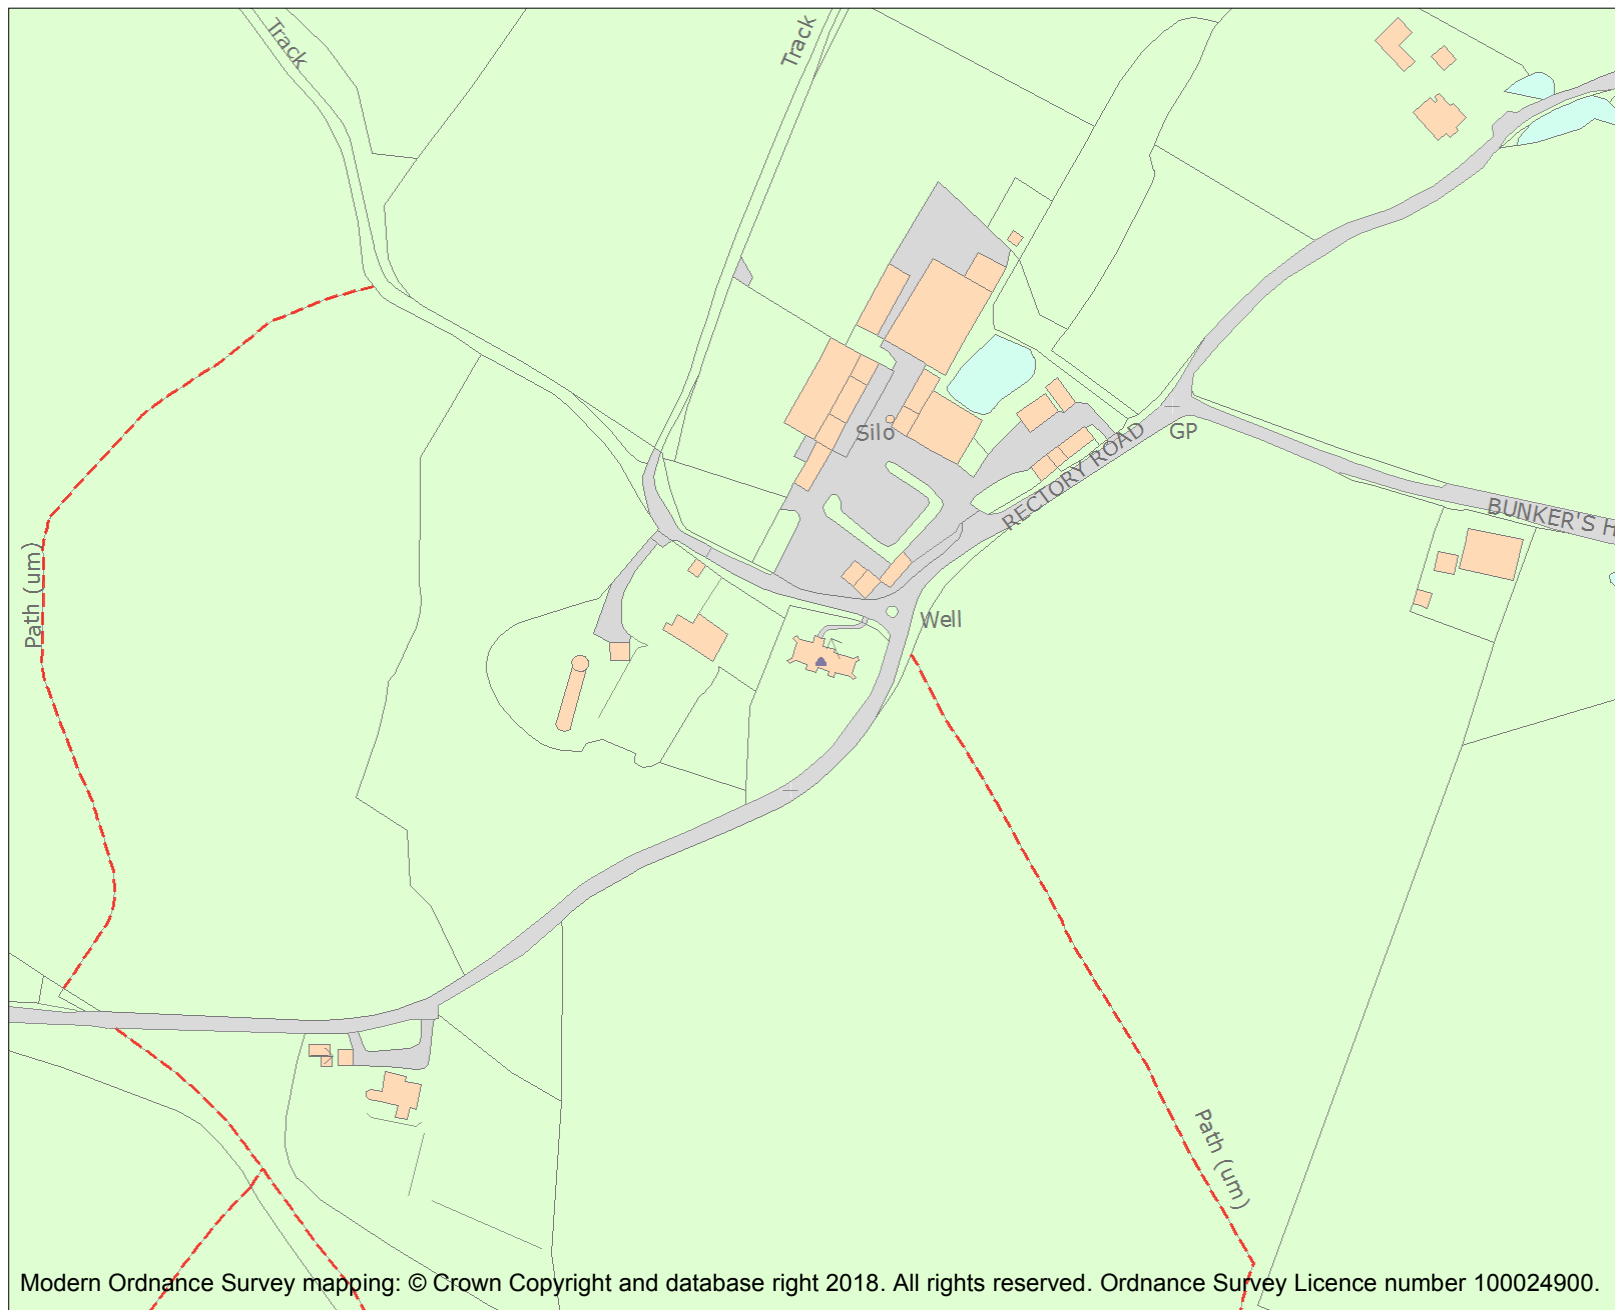 Track
Track
Silo
RECTORY ROAD
GP
BUNKER'S H
Path (um)
Well
Path (um)
Modern Ordnance Survey mapping: © Crown Copyright and database right 2018. All rights reserved. Ordnance Survey Licence number 100024900.